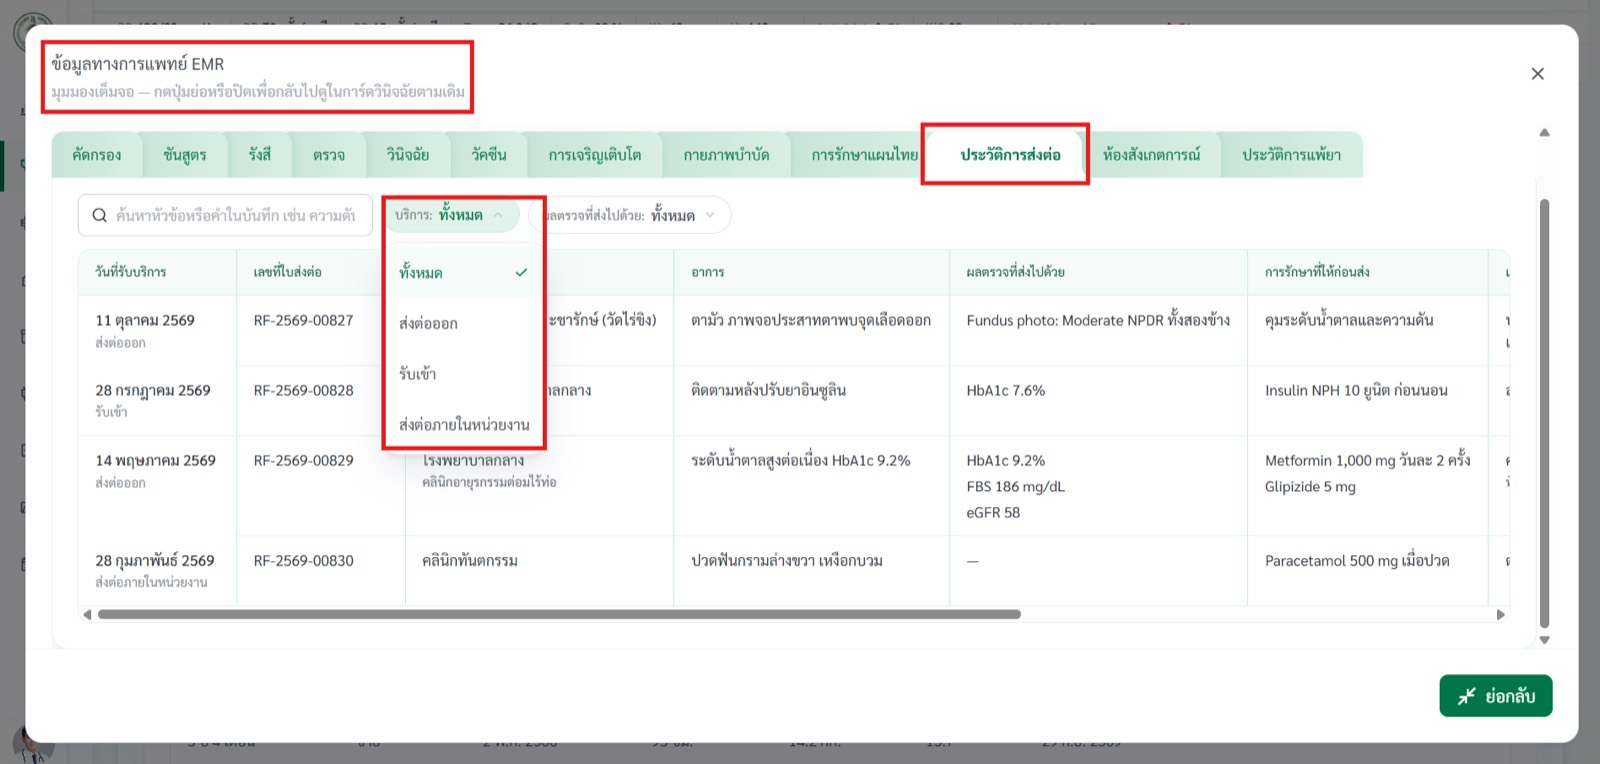 ข้อมูลทางการแพทย์ EMR
มุมมองเต็มจอ — กดปุ่มย่อหรือปิดเพื่อกลับไปดูในการ์ดวินิจฉัยตามเดิม
คัดกรอง ชันสูตร รังสี ตรวจ วินิจฉัย วัคซีน การเจริญเติบโต กายภาพบำบัด การรักษาแผนไทย ประวัติการส่งต่อ ห้องสังเกตการณ์ ประวัติการแพ้ยา
ค้นหาหัวข้อหรือคำในบันทึก เช่น ความดัน บริการ: ทั้งหมด ผลตรวจที่ส่งไปด้วย: ทั้งหมด
ทั้งหมด
ส่งต่อออก
รับเข้า
ส่งต่อภายในหน่วยงาน
วันที่รับบริการ เลขที่ใบส่งต่อ อาการ ผลตรวจที่ส่งไปด้วย การรักษาที่ให้ก่อนส่ง
11 ตุลาคม 2569 RF-2569-00827 ะชารักษ์ (วัดไร่ขิง) ตามัว ภาพจอประสาทตาพบจุดเลือดออก Fundus photo: Moderate NPDR ทั้งสองข้าง คุมระดับน้ำตาลและความดัน
ส่งต่อออก
28 กรกฎาคม 2569 RF-2569-00828 าลกลาง ติดตามหลังปรับยาอินซูลิน HbA1c 7.6% Insulin NPH 10 ยูนิต ก่อนนอน
รับเข้า
14 พฤษภาคม 2569 RF-2569-00829 โรงพยาบาลกลาง ระดับน้ำตาลสูงต่อเนื่อง HbA1c 9.2% HbA1c 9.2% Metformin 1,000 mg วันละ 2 ครั้ง
ส่งต่อออก คลินิกอายุรกรรมต่อมไร้ท่อ FBS 186 mg/dL Glipizide 5 mg
eGFR 58
28 กุมภาพันธ์ 2569 RF-2569-00830 คลินิกทันตกรรม ปวดฟันกรามล่างขวา เหงือกบวม — Paracetamol 500 mg เมื่อปวด
ส่งต่อภายในหน่วยงาน
ย่อกลับ